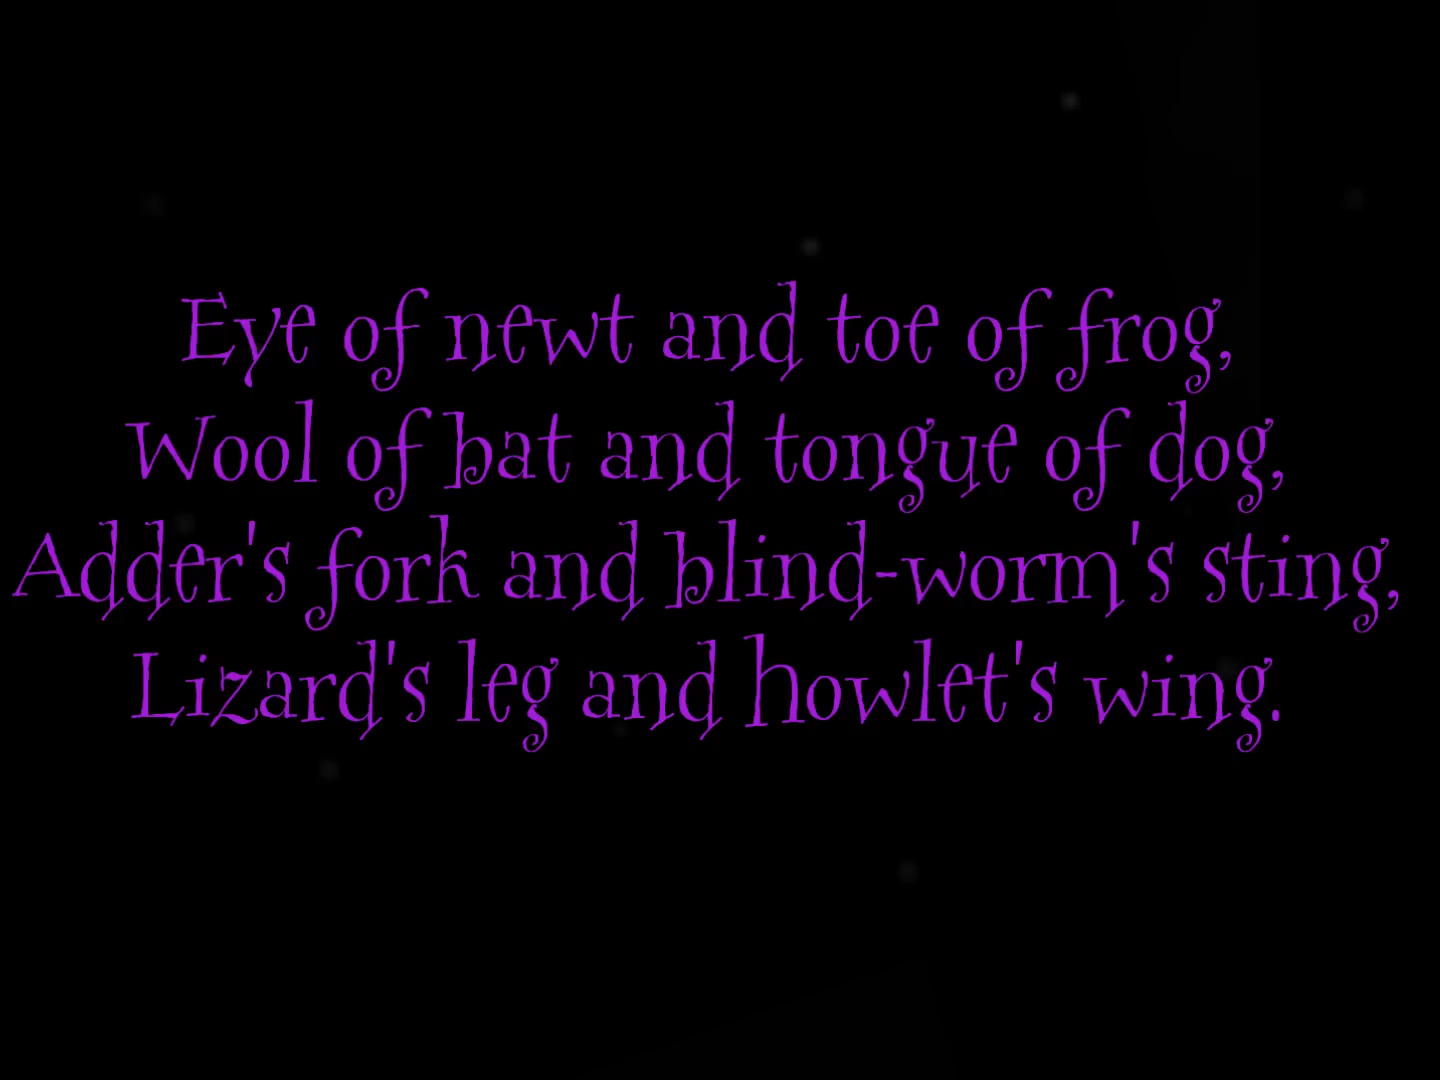 Eye of newt and toe of frog,
Wool of bat and tongue of dog,
Adder's fork and blind-worm's sting,
Lizard's leg and howlet's wing.